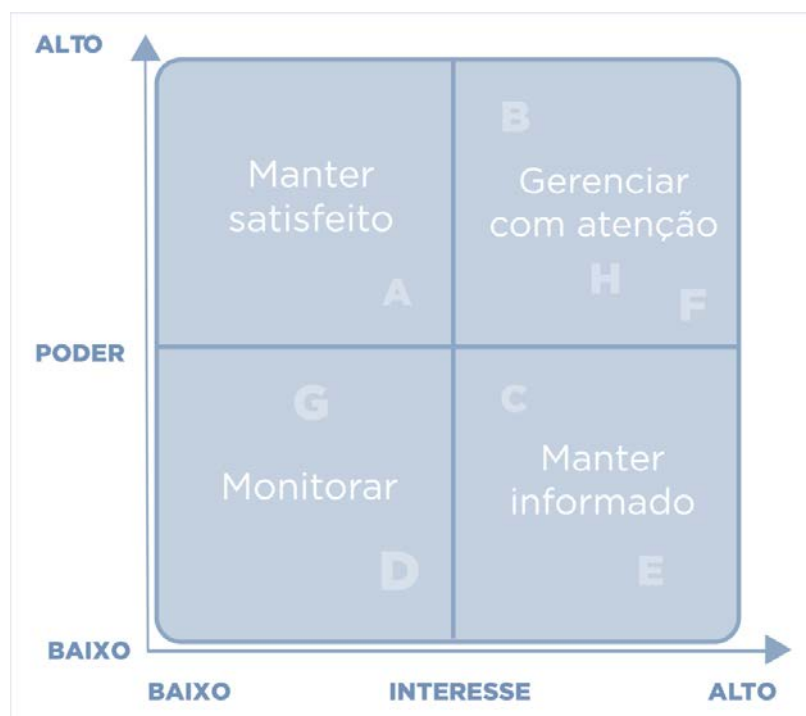 ALTO
Manter
satisfeito
A
B
Gerenciar
com atenção
H
F
PODER
G
Monitorar
D
C
Manter
informado
E
BAIXO
BAIXO
INTERESSE
ALTO